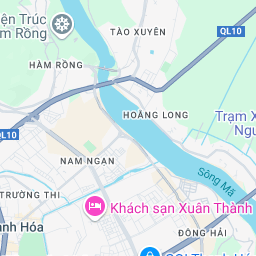 iện Trúc
m Rồng
TÀO XUYÊN
QL10
HÀM RỒNG
HOẰNG LONG
Trạm X
Ngu
QL10
NAM NGẠN
Sông Mã
TRƯỜNG THI
Khách sạn Xuân Thành
nh Hóa
ĐÔNG HẢI